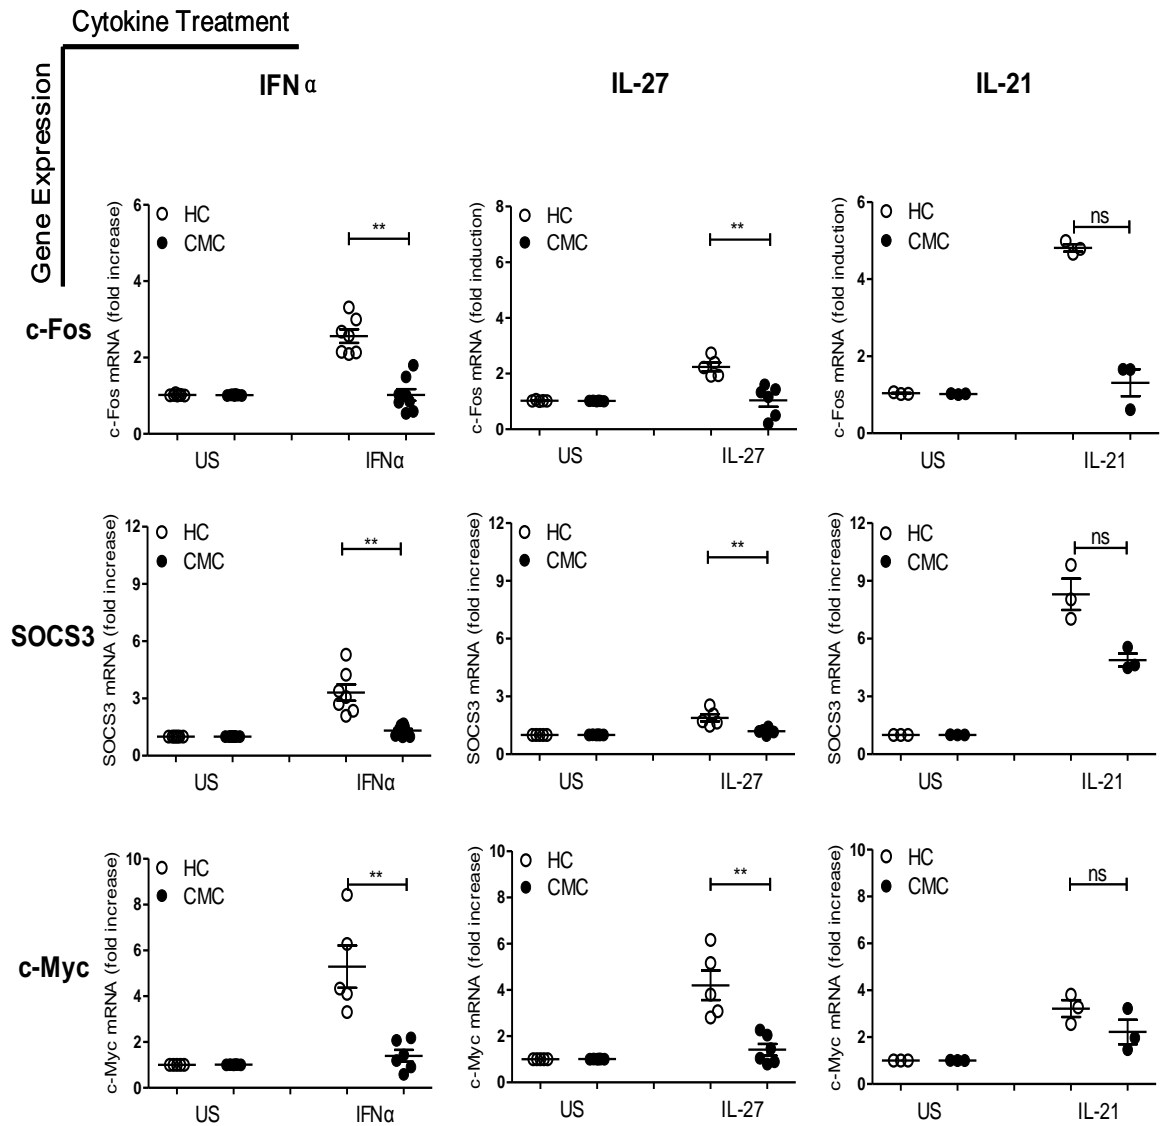 Cytokine Treatment
Gene Expression
IFN α
IL-27
IL-21
c-Fos
c-Fos mRNA (fold increase)
6
4
2
0
HC
CMC
**
US
IFNα
c-Fos mRNA (fold induction)
8
6
4
2
0
HC
CMC
**
US
IL-27
c-Fos mRNA (fold induction)
6
4
2
0
HC
CMC
ns
US
IL-21
SOCS3
SOCS3 mRNA (fold increase)
12
9
6
3
0
HC
CMC
**
US
IFNα
SOCS3 mRNA (fold increase)
12
9
6
3
0
HC
CMC
**
US
IL-27
SOCS3 mRNA (fold increase)
12
9
6
3
0
HC
CMC
ns
US
IL-21
c-Myc
c-Myc mRNA (fold increase)
10
8
6
4
2
0
HC
CMC
**
US
IFNα
c-Myc mRNA (fold increase)
10
8
6
4
2
0
HC
CMC
**
US
IL-27
c-Myc mRNA (fold increase)
10
8
6
4
2
0
HC
CMC
ns
US
IL-21